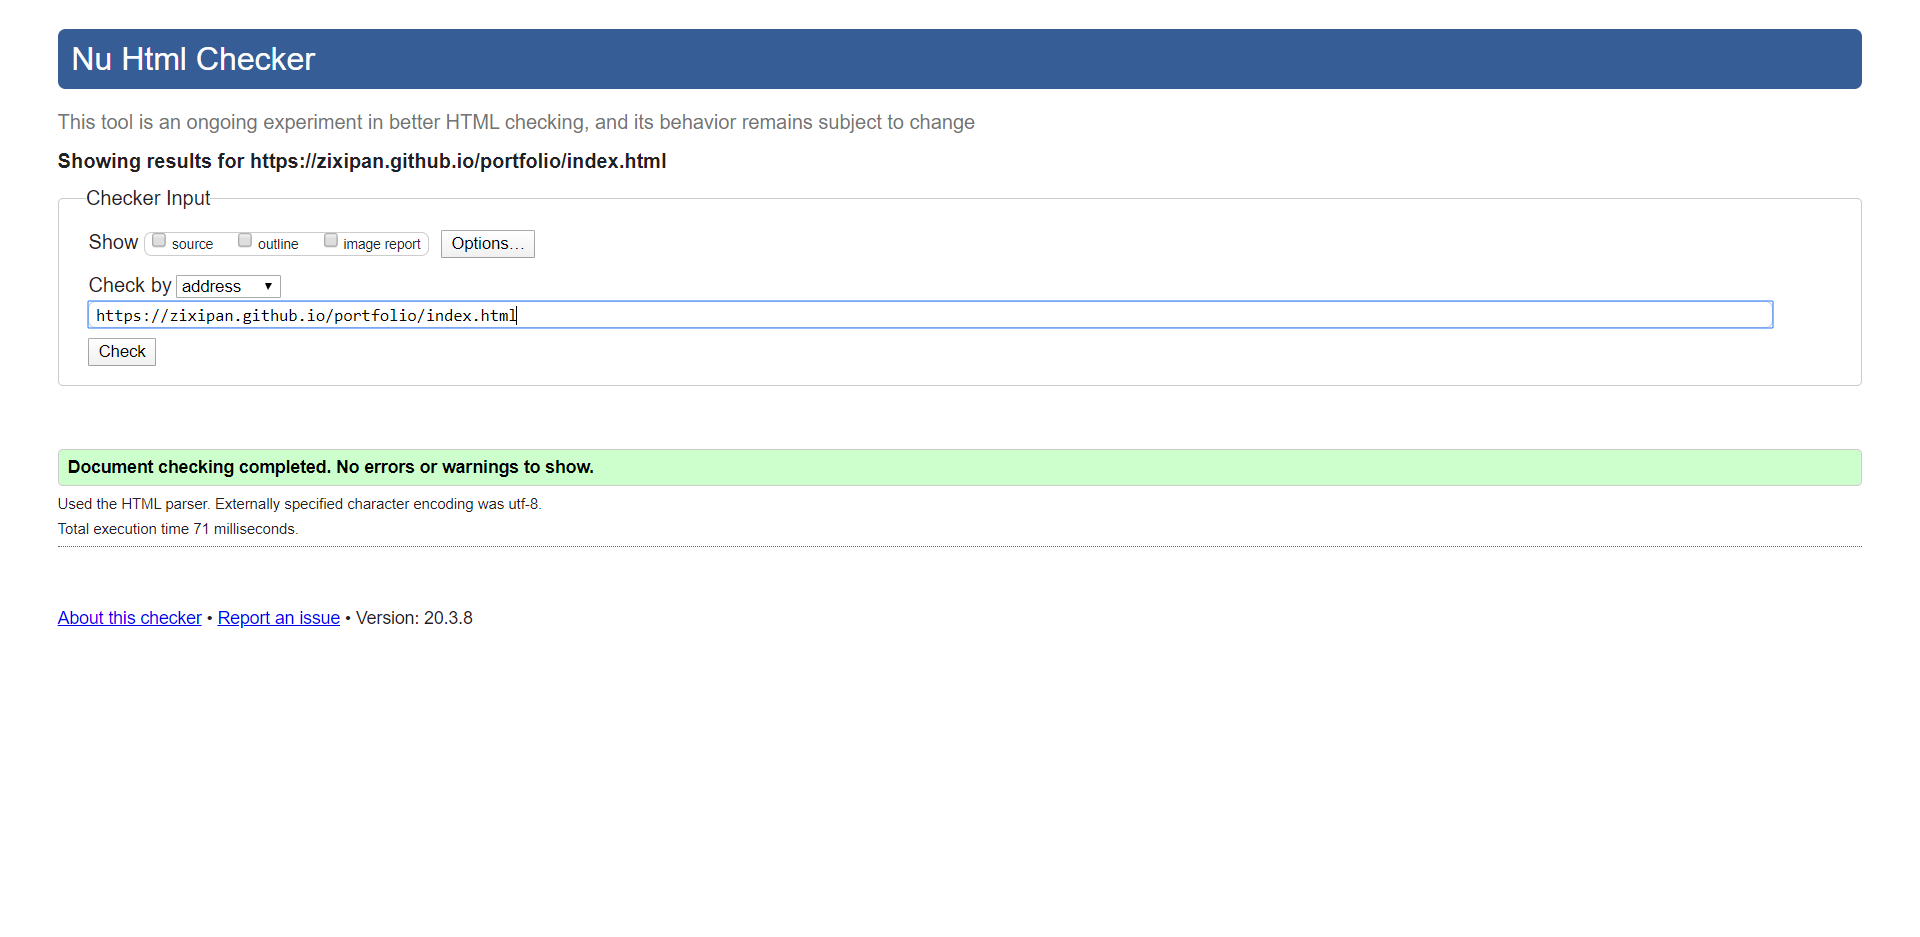 Nu Html Checker
This tool is an ongoing experiment in better HTML checking, and its behavior remains subject to change
Showing results for https://zixipan.github.io/portfolio/index.html
Checker Input
Show source outline image report Options...
Check by address
https://zixipan.github.io/portfolio/index.html
Check
Document checking completed. No errors or warnings to show.
Used the HTML parser. Externally specified character encoding was utf-8.
Total execution time 71 milliseconds.
About this checker • Report an issue • Version: 20.3.8